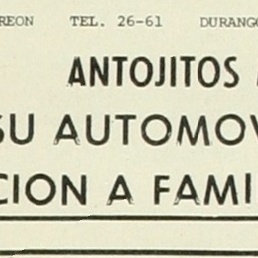 REON TEL. 26-61 DURANGO
ANTOJITOS
SU AUTOMOV
CION A FAMI